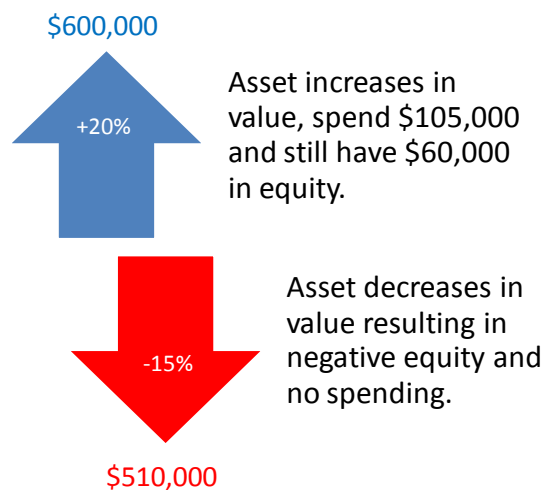 $600,000
+20%
Asset increases in
value, spend $105,000
and still have $60,000
in equity.
Asset decreases in
value resulting in
negative equity and
no spending.
-15%
$510,000